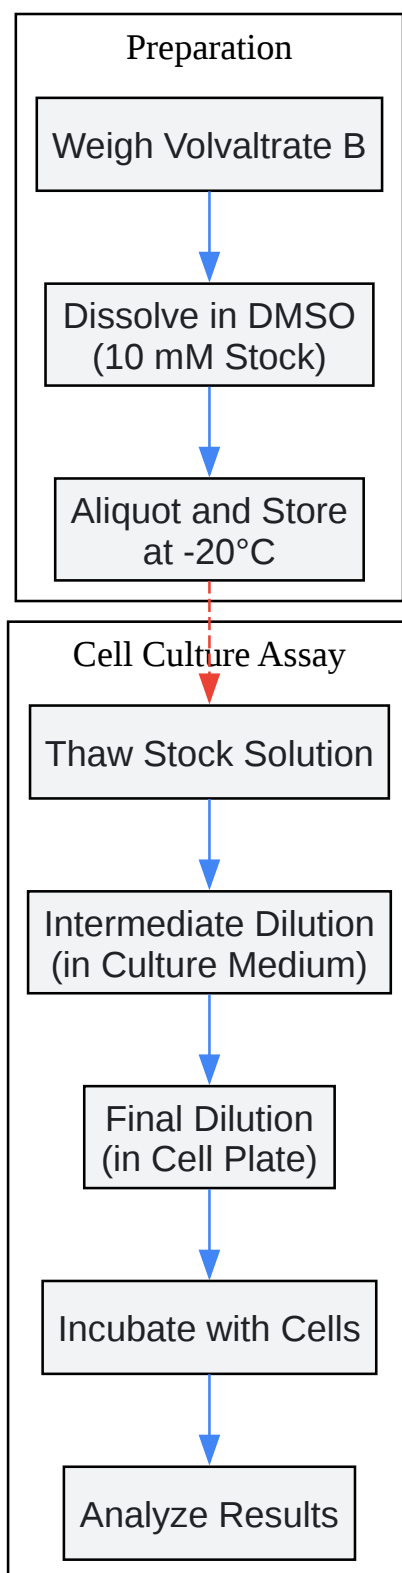 Preparation
Weigh Volvaltrate B
Dissolve in DMSO
(10 mM Stock)
Aliquot and Store
at -20°C
Cell Culture Assay
Thaw Stock Solution
Intermediate Dilution
(in Culture Medium)
Final Dilution
(in Cell Plate)
Incubate with Cells
Analyze Results